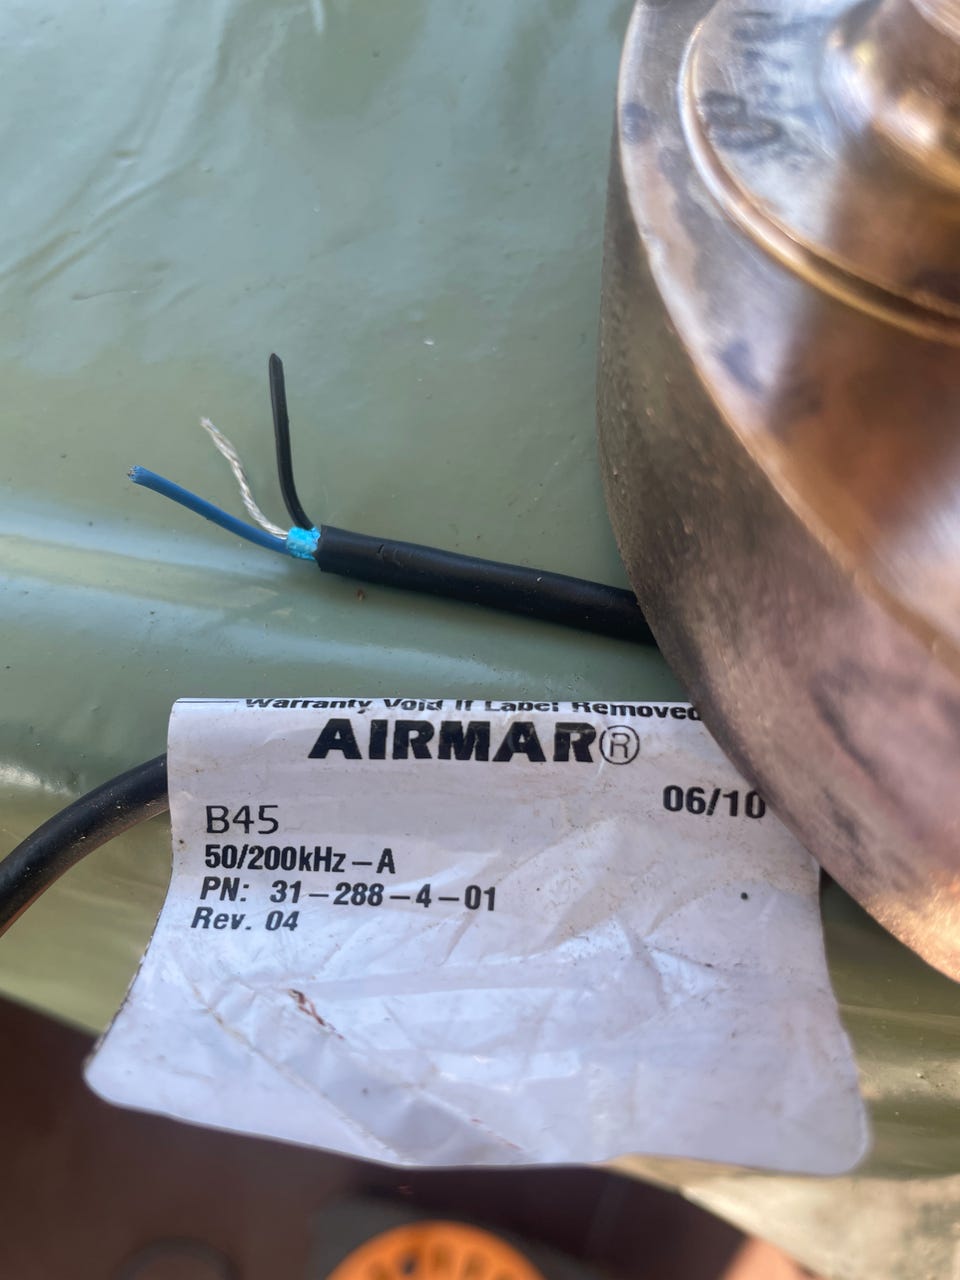 Warranty Void If Label Removed
AIRMAR®
06/10
B45
50/200kHz-A
PN: 31-288-4-01
Rev. 04